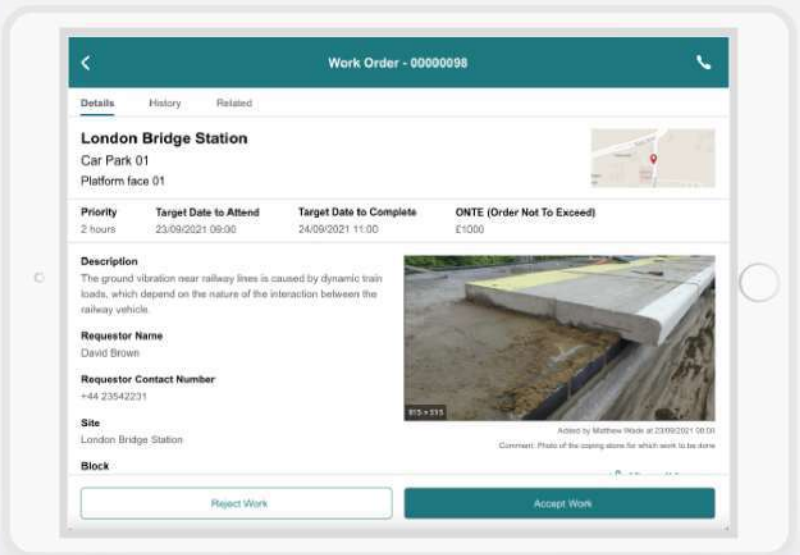 Work Order - 00000098
Details History Related
London Bridge Station
Car Park 01
Platform face 01
Priority Target Date to Attend Target Date to Complete ONTE (Order Not To Exceed)
2 hours 23/09/2021 09:00 24/09/2021 11:00 £1000
Description
The ground vibration near railway lines is caused by dynamic train
loads, which depend on the nature of the interaction between the
railway vehicle.
Requestor Name
David Brown
Requestor Contact Number
+44 23542231
Site
London Bridge Station
Block
915 × 515
Added by Matthew Wade at 23/09/2021 08:00
Comment: Photo of the coping stone for which work to be done
Reject Work Accept Work